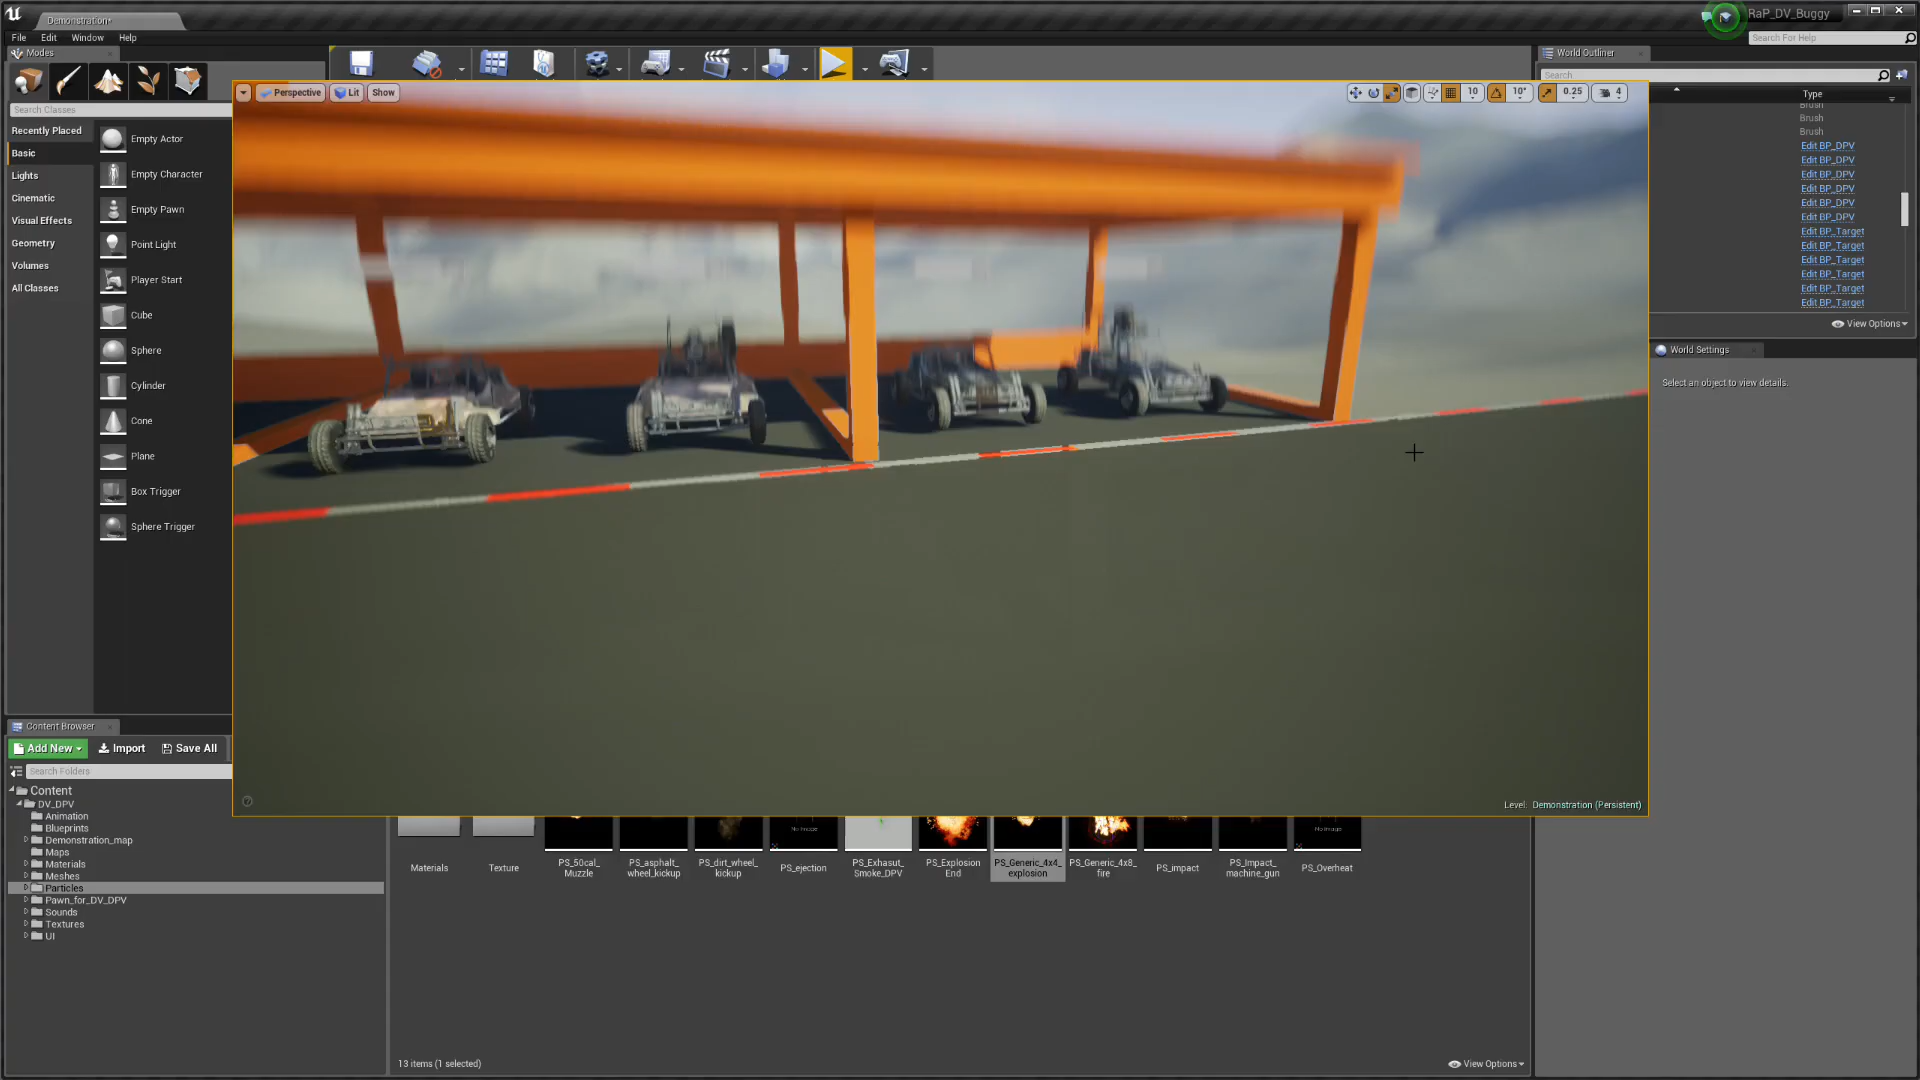 Demonstration*
RaP_DV_Buggy
File Edit Window Help
Search For Help
Modes
World Outliner
Search Classes
Search...
Type
Perspective Lit Show
10 10° 0.25 4
Recently Placed
Basic
Lights
Cinematic
Visual Effects
Geometry
Volumes
All Classes
Empty Actor
Empty Character
Empty Pawn
Point Light
Player Start
Cube
Sphere
Cylinder
Cone
Plane
Box Trigger
Sphere Trigger
Brush
Brush
Brush
Edit BP_DPV
Edit BP_DPV
Edit BP_DPV
Edit BP_DPV
Edit BP_DPV
Edit BP_DPV
Edit BP_Target
Edit BP_Target
Edit BP_Target
Edit BP_Target
Edit BP_Target
Edit BP_Target
View Options
World Settings
Select an object to view details.
Level: Demonstration (Persistent)
Content Browser
Add New Import Save All
Search Folders
Content
DV_DPV
Animation
Blueprints
Demonstration_map
Maps
Materials
Meshes
Particles
Pawn_for_DV_DPV
Sounds
Textures
UI
Materials
Texture
PS_50cal_
Muzzle
PS_asphalt_
wheel_kickup
PS_dirt_wheel_
kickup
No Image
PS_ejection
PS_Exhasut_
Smoke_DPV
PS_Explosion
End
PS_Generic_4x4_
explosion
PS_Generic_4x8_
fire
PS_impact
PS_Impact_
machine_gun
No Image
PS_Overheat
13 items (1 selected)
View Options